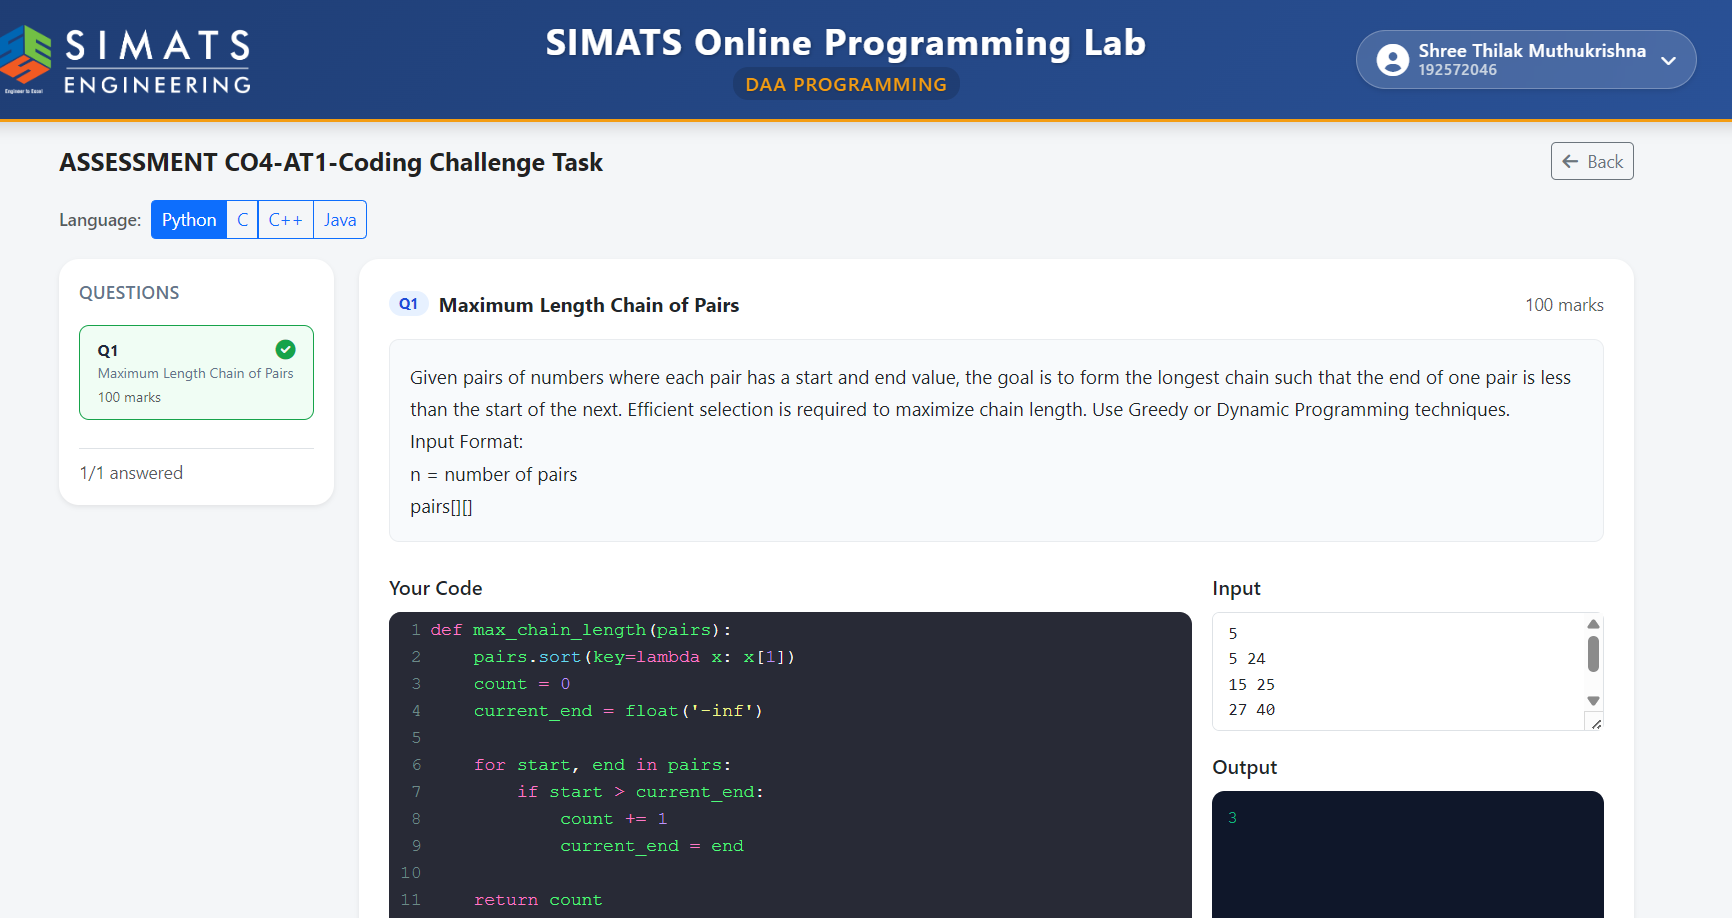 SIMATS
ENGINEERING
Engineer to Excel
SIMATS Online Programming Lab
DAA PROGRAMMING
Shree Thilak Muthukrishna
192572046
ASSESSMENT CO4-AT1-Coding Challenge Task
Back
Language: Python C C++ Java
QUESTIONS
Q1
Maximum Length Chain of Pairs
100 marks
1/1 answered
Q1 Maximum Length Chain of Pairs 100 marks
Given pairs of numbers where each pair has a start and end value, the goal is to form the longest chain such that the end of one pair is less
than the start of the next. Efficient selection is required to maximize chain length. Use Greedy or Dynamic Programming techniques.
Input Format:
n = number of pairs
pairs[][]
Your Code
1 def max_chain_length(pairs):
2     pairs.sort(key=lambda x: x[1])
3     count = 0
4     current_end = float('-inf')
5
6     for start, end in pairs:
7         if start > current_end:
8             count += 1
9             current_end = end
10
11     return count
Input
5
5 24
15 25
27 40
Output
3